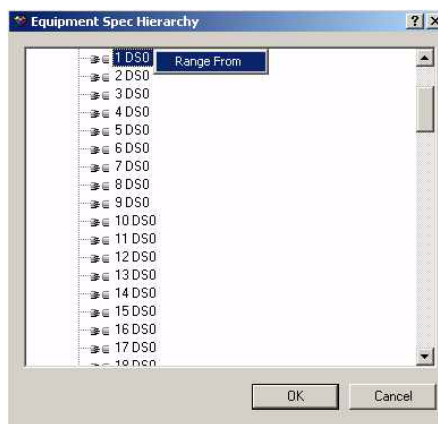 Equipment Spec Hierarchy
1 DS0 Range From
2 DS0
3 DS0
4 DS0
5 DS0
6 DS0
7 DS0
8 DS0
9 DS0
10 DS0
11 DS0
12 DS0
13 DS0
14 DS0
15 DS0
16 DS0
17 DS0
18 DS0
OK Cancel